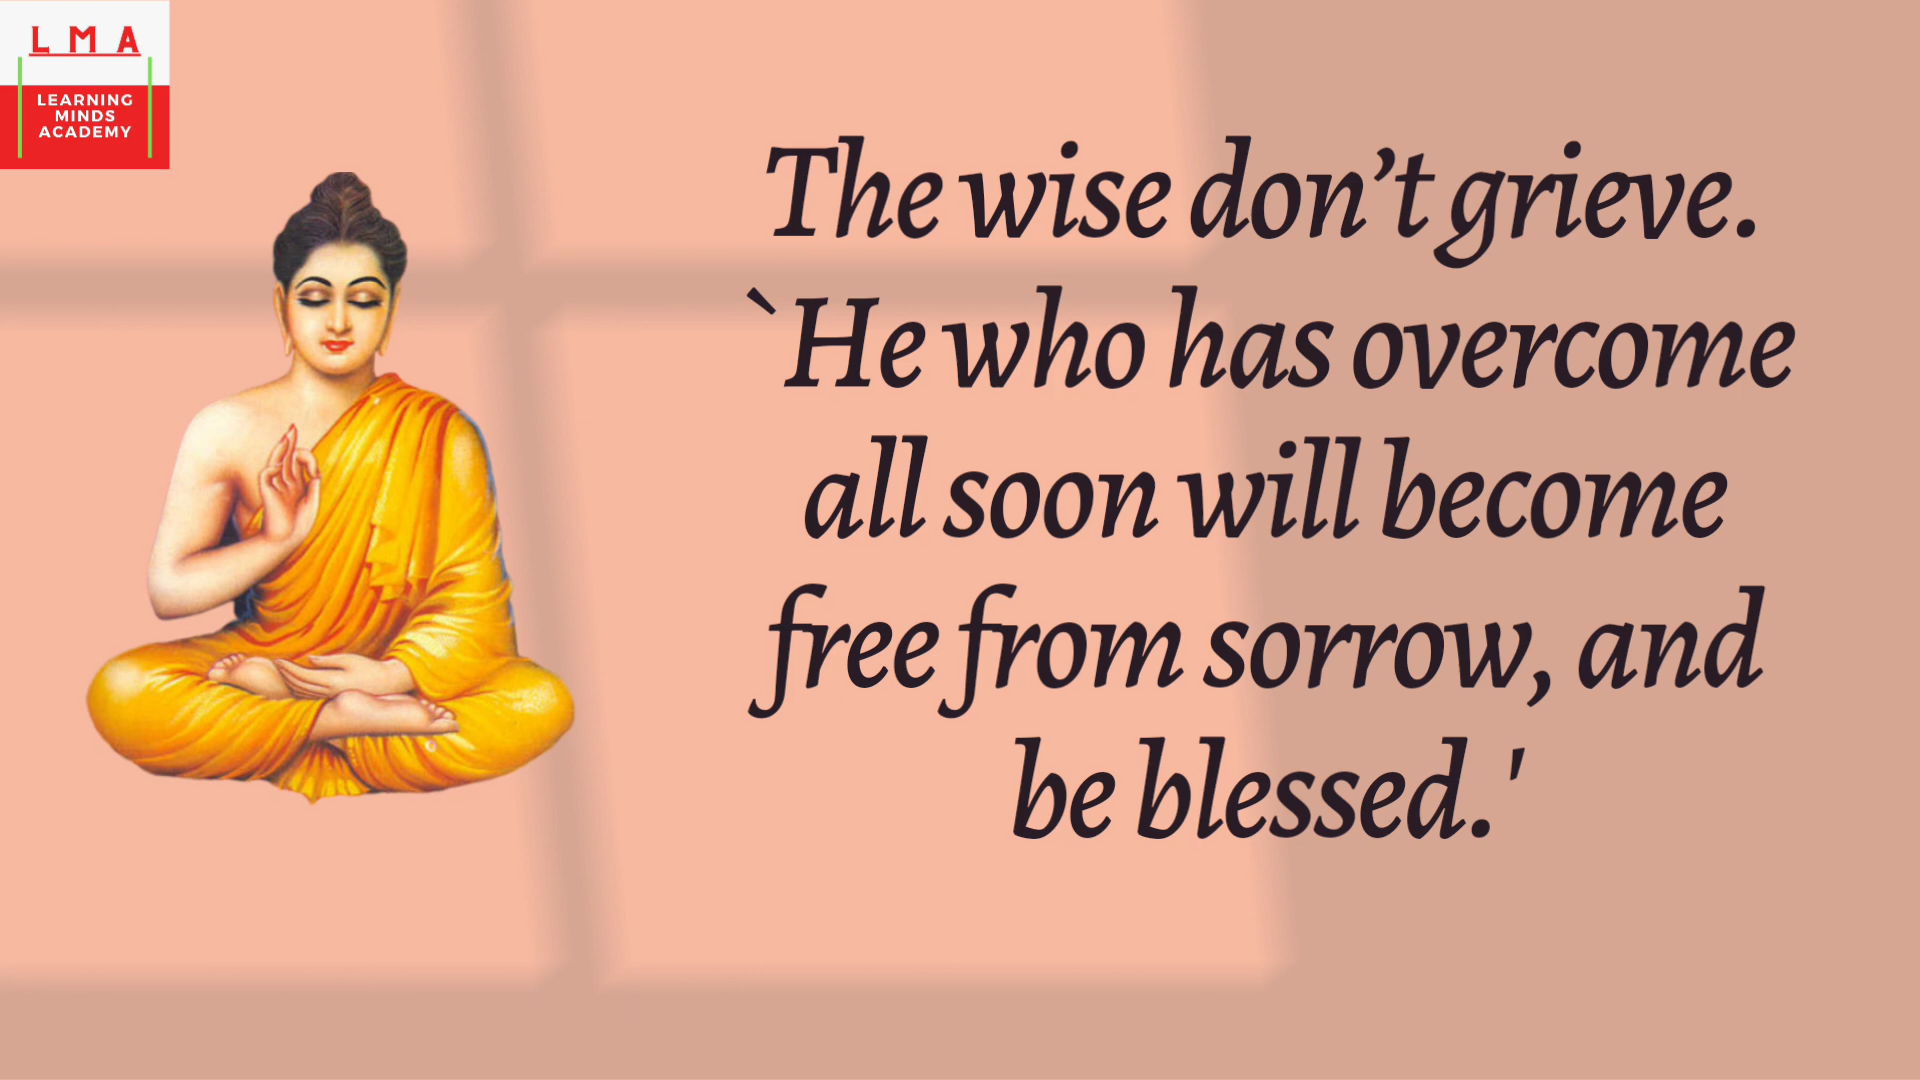 L M A
LEARNING
MINDS
ACADEMY
The wise don’t grieve.
`He who has overcome
all soon will become
free from sorrow, and
be blessed.'